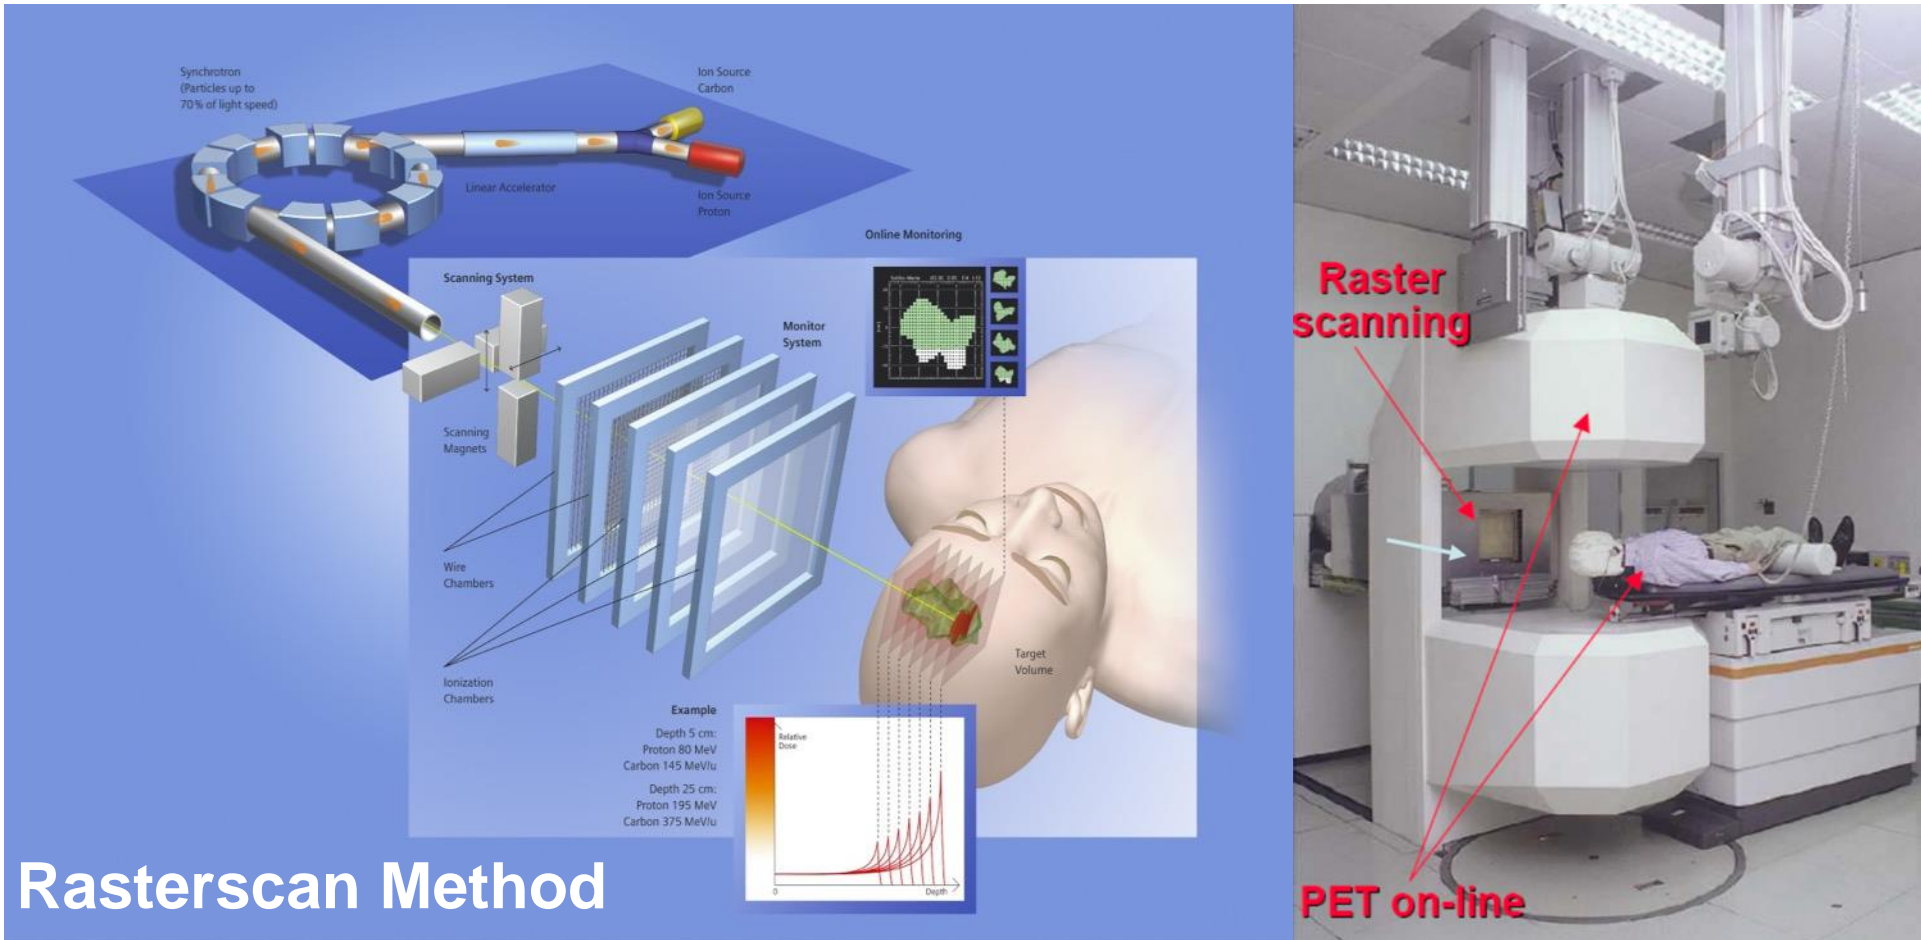 Synchrotron
(Particles up to
70% of light speed)
Ion Source
Carbon
Linear Accelerator
Ion Source
Proton
Online Monitoring
Scanning System
Monitor
System
Scanning
Magnets
Wire
Chambers
Ionization
Chambers
Target
Volume
Example
Depth 5 cm:
Proton 80 MeV
Carbon 145 MeV/u
Depth 25 cm:
Proton 195 MeV
Carbon 375 MeV/u
Relative
Dose
0
Depth
Rasterscan Method
Raster
scanning
PET on-line